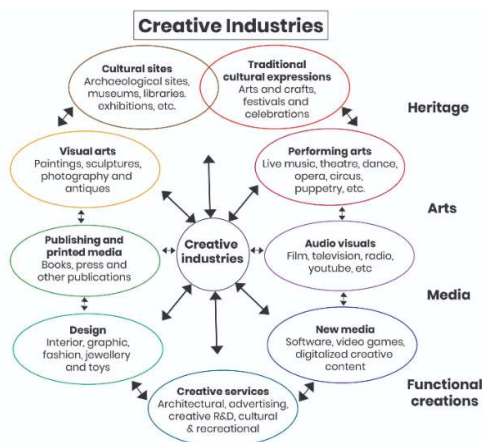 Creative Industries
Cultural sites
Archaeological sites,
museums, libraries.
exhibitions, etc.
Traditional
cultural expressions
Arts and crafts,
festivals and
celebrations
Heritage
Visual arts
Paintings, sculptures,
photography and
antiques
Performing arts
Live music, theatre, dance,
opera, circus,
puppetry, etc.
Arts
Publishing and
printed media
Books, press and
other publications
Creative
industries
Audio visuals
Film, television, radio,
youtube, etc
Media
Design
Interior, graphic,
fashion, jewellery
and toys
New media
Software, video games,
digitalized creative
content
Functional
creations
Creative services
Architectural, advertising,
creative R&D, cultural
& recreational